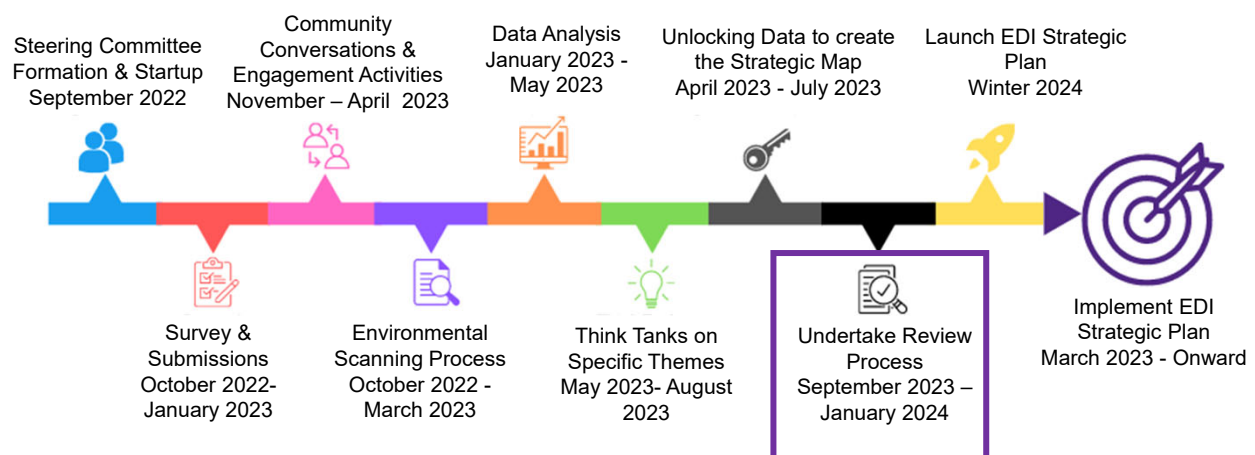 Steering Committee
Formation & Startup
September 2022
Community
Conversations &
Engagement Activities
November – April  2023
Data Analysis
January 2023 -
May 2023
Unlocking Data to create
the Strategic Map
April 2023 - July 2023
Launch EDI Strategic
Plan
Winter 2024
Survey &
Submissions
October 2022-
January 2023
Environmental
Scanning Process
October 2022 -
March 2023
Think Tanks on
Specific Themes
May 2023- August
2023
Undertake Review
Process
September 2023 –
January 2024
Implement EDI
Strategic Plan
March 2023 - Onward